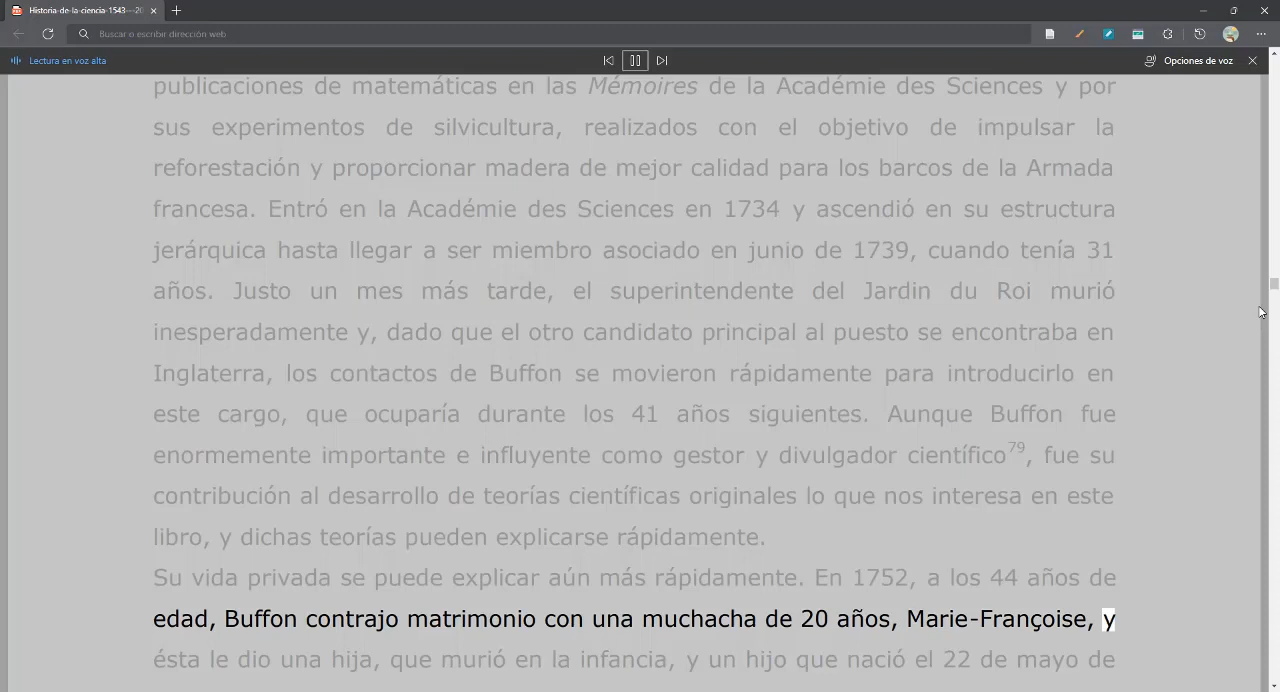 Historia-de-la-ciencia-1543---20
Buscar o escribir dirección web
Lectura en voz alta
Opciones de voz
publicaciones de matemáticas en las Mémoires de la Académie des Sciences y por
sus experimentos de silvicultura, realizados con el objetivo de impulsar la
reforestación y proporcionar madera de mejor calidad para los barcos de la Armada
francesa. Entró en la Académie des Sciences en 1734 y ascendió en su estructura
jerárquica hasta llegar a ser miembro asociado en junio de 1739, cuando tenía 31
años. Justo un mes más tarde, el superintendente del Jardin du Roi murió
inesperadamente y, dado que el otro candidato principal al puesto se encontraba en
Inglaterra, los contactos de Buffon se movieron rápidamente para introducirlo en
este cargo, que ocuparía durante los 41 años siguientes. Aunque Buffon fue
enormemente importante e influyente como gestor y divulgador científico79, fue su
contribución al desarrollo de teorías científicas originales lo que nos interesa en este
libro, y dichas teorías pueden explicarse rápidamente.
Su vida privada se puede explicar aún más rápidamente. En 1752, a los 44 años de
edad, Buffon contrajo matrimonio con una muchacha de 20 años, Marie-Françoise, y
ésta le dio una hija, que murió en la infancia, y un hijo que nació el 22 de mayo de